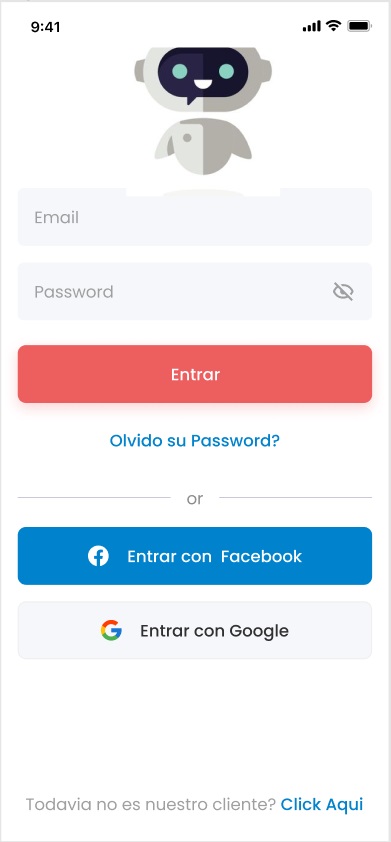 9:41
Email
Password
Entrar
Olvido su Password?
or
Entrar con  Facebook
Entrar con Google
Todavia no es nuestro cliente? Click Aqui